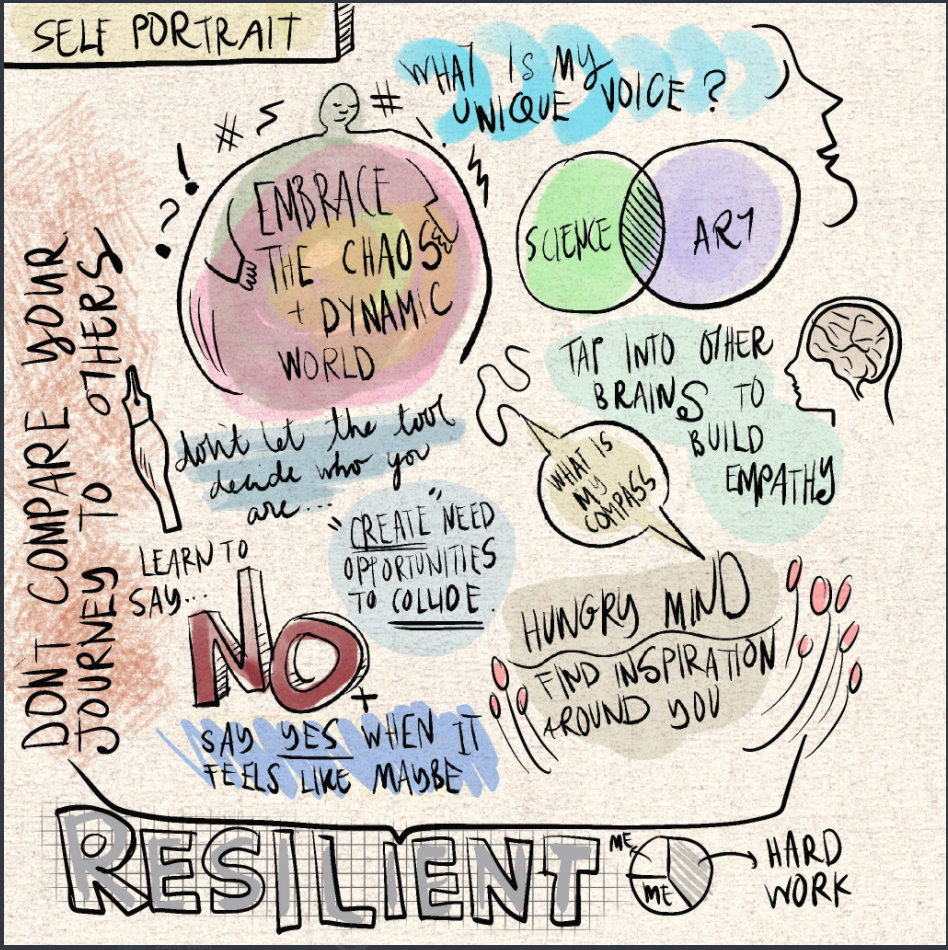 SELF PORTRAIT
WHAT IS MY
UNIQUE VOICE?
#
#
!
?
EMBRACE
THE CHAOS
+ DYNAMIC
WORLD
SCIENCE
ART
TAP INTO OTHER
BRAINS TO
BUILD
EMPATHY
DON'T COMPARE YOUR
JOURNEY TO OTHERS
don't let the tool
decide who you
are...
WHAT IS
MY
COMPASS
"CREATE" NEED
OPPORTUNITIES
TO COLLIDE.
LEARN TO
SAY...
NO
+
SAY YES WHEN IT
FEELS LIKE MAYBE
HUNGRY MIND
FIND INSPIRATION
AROUND YOU
RESILIENT
ME
ME
HARD
WORK